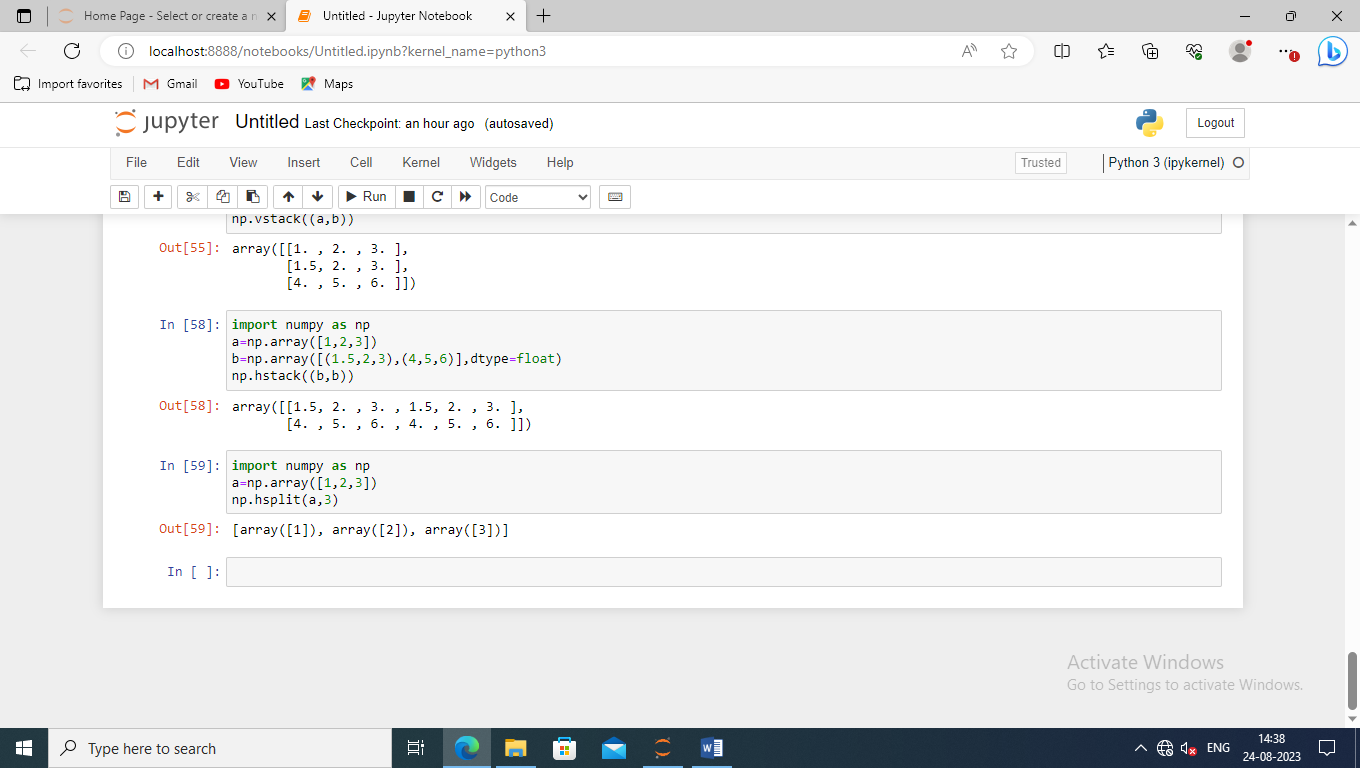 Home Page - Select or create a n
Untitled - Jupyter Notebook
localhost:8888/notebooks/Untitled.ipynb?kernel_name=python3
Import favorites Gmail YouTube Maps
jupyter Untitled Last Checkpoint: an hour ago (autosaved) Logout
File Edit View Insert Cell Kernel Widgets Help Trusted Python 3 (ipykernel)
Run Code
np.vstack((a,b))
Out[55]: array([[1. , 2. , 3. ],
[1.5, 2. , 3. ],
[4. , 5. , 6. ]])
In [58]: import numpy as np
a=np.array([1,2,3])
b=np.array([(1.5,2,3),(4,5,6)],dtype=float)
np.hstack((b,b))
Out[58]: array([[1.5, 2. , 3. , 1.5, 2. , 3. ],
[4. , 5. , 6. , 4. , 5. , 6. ]])
In [59]: import numpy as np
a=np.array([1,2,3])
np.hsplit(a,3)
Out[59]: [array([1]), array([2]), array([3])]
In [ ]:
Activate Windows
Go to Settings to activate Windows.
Type here to search
ENG
14:38
24-08-2023